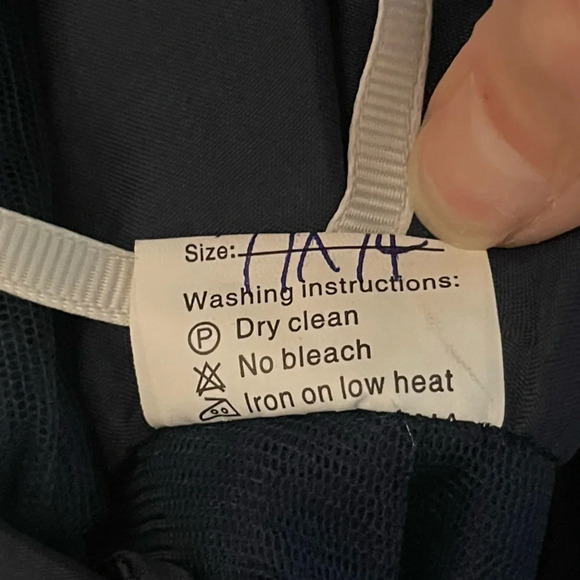 Size:
Washing instructions:
P Dry clean
No bleach
Iron on low heat